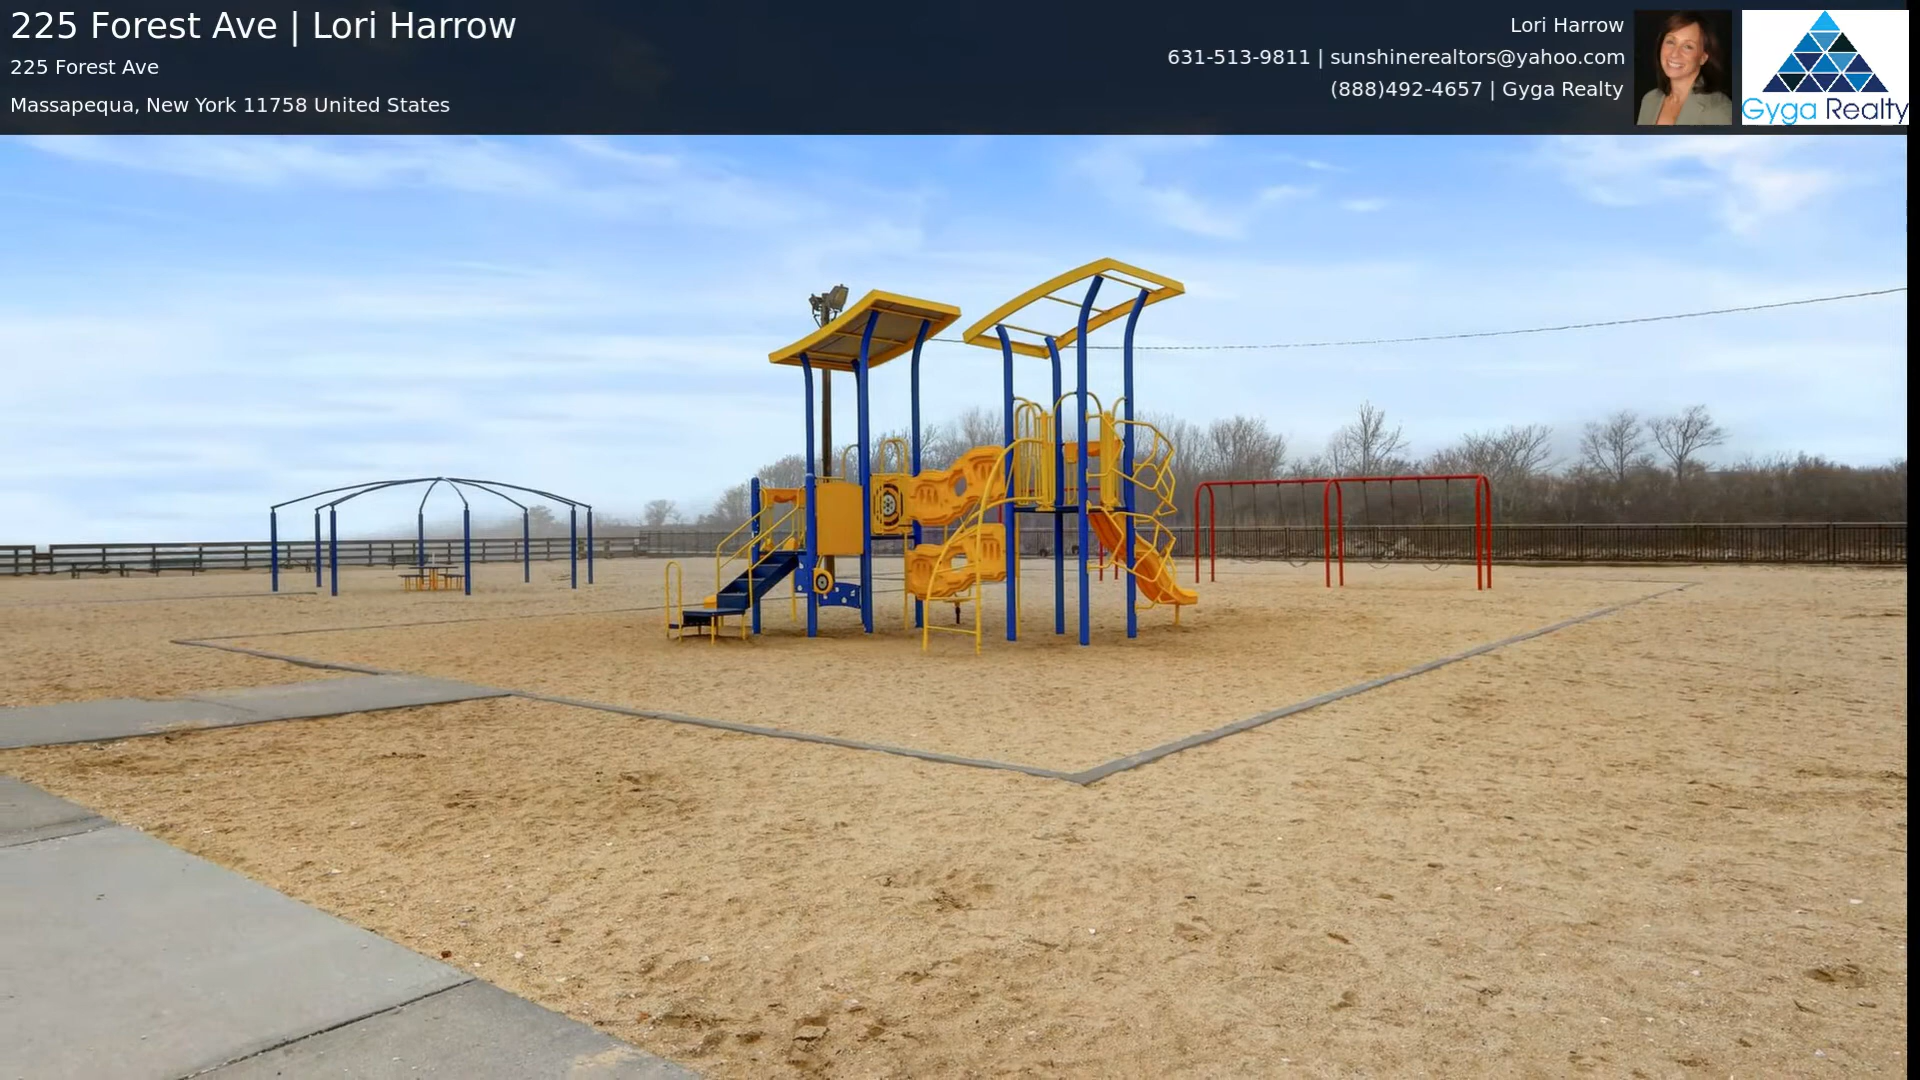 225 Forest Ave | Lori Harrow
225 Forest Ave
Massapequa, New York 11758 United States
Lori Harrow
631-513-9811 | sunshinerealtors@yahoo.com
(888)492-4657 | Gyga Realty
Gyga Realty